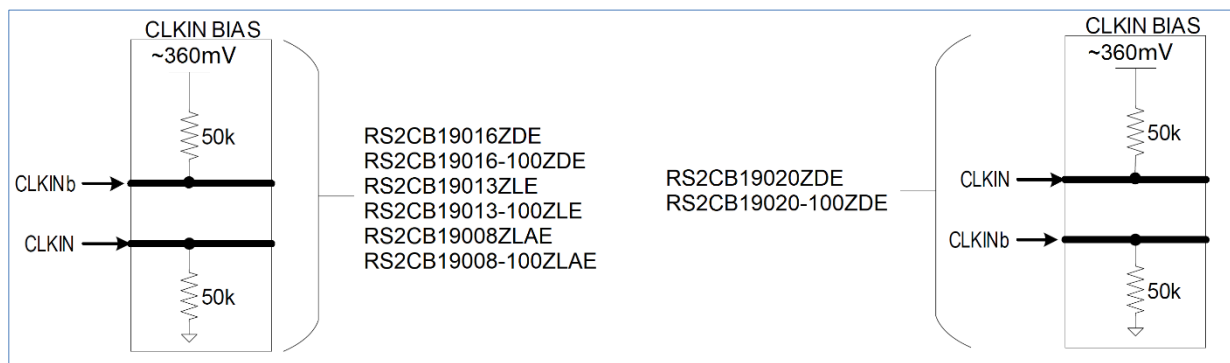 CLKIN BIAS
~360mV
50k
CLKINb
CLKIN
50k
RS2CB19016ZDE
RS2CB19016-100ZDE
RS2CB19013ZLE
RS2CB19013-100ZLE
RS2CB19008ZLAE
RS2CB19008-100ZLAE
RS2CB19020ZDE
RS2CB19020-100ZDE
CLKIN BIAS
~360mV
50k
CLKIN
CLKINb
50k